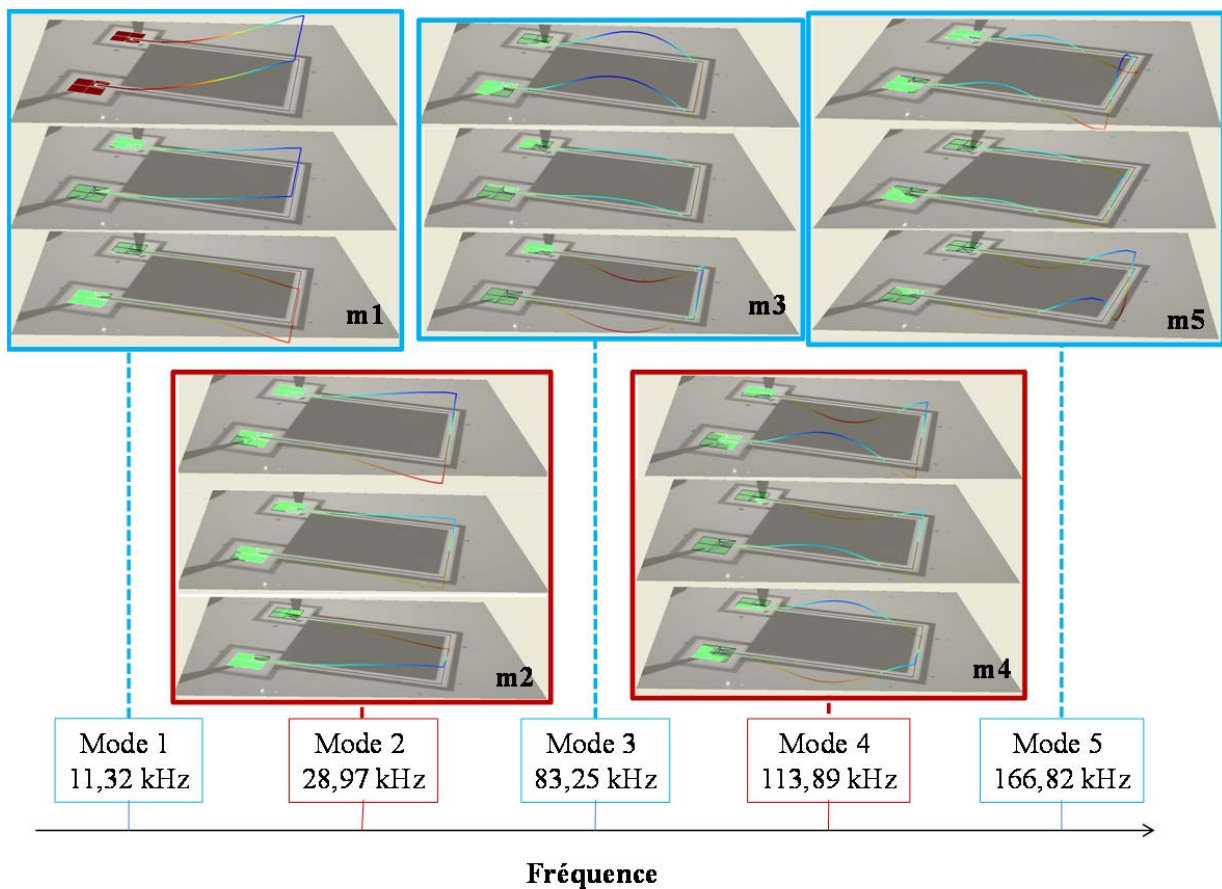 m1
m3
m5
m2
m4
Mode 1
11,32 kHz
Mode 2
28,97 kHz
Mode 3
83,25 kHz
Mode 4
113,89 kHz
Mode 5
166,82 kHz
Fréquence